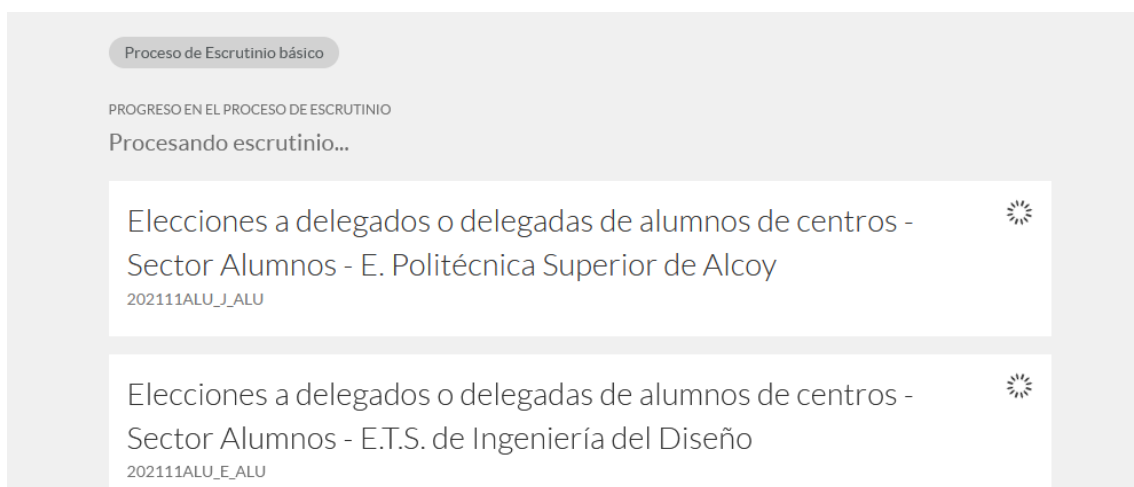 Proceso de Escrutinio básico
PROGRESO EN EL PROCESO DE ESCRUTINIO
Procesando escrutinio...
Elecciones a delegados o delegadas de alumnos de centros -
Sector Alumnos - E. Politécnica Superior de Alcoy
202111ALU_J_ALU
Elecciones a delegados o delegadas de alumnos de centros -
Sector Alumnos - E.T.S. de Ingeniería del Diseño
202111ALU_E_ALU